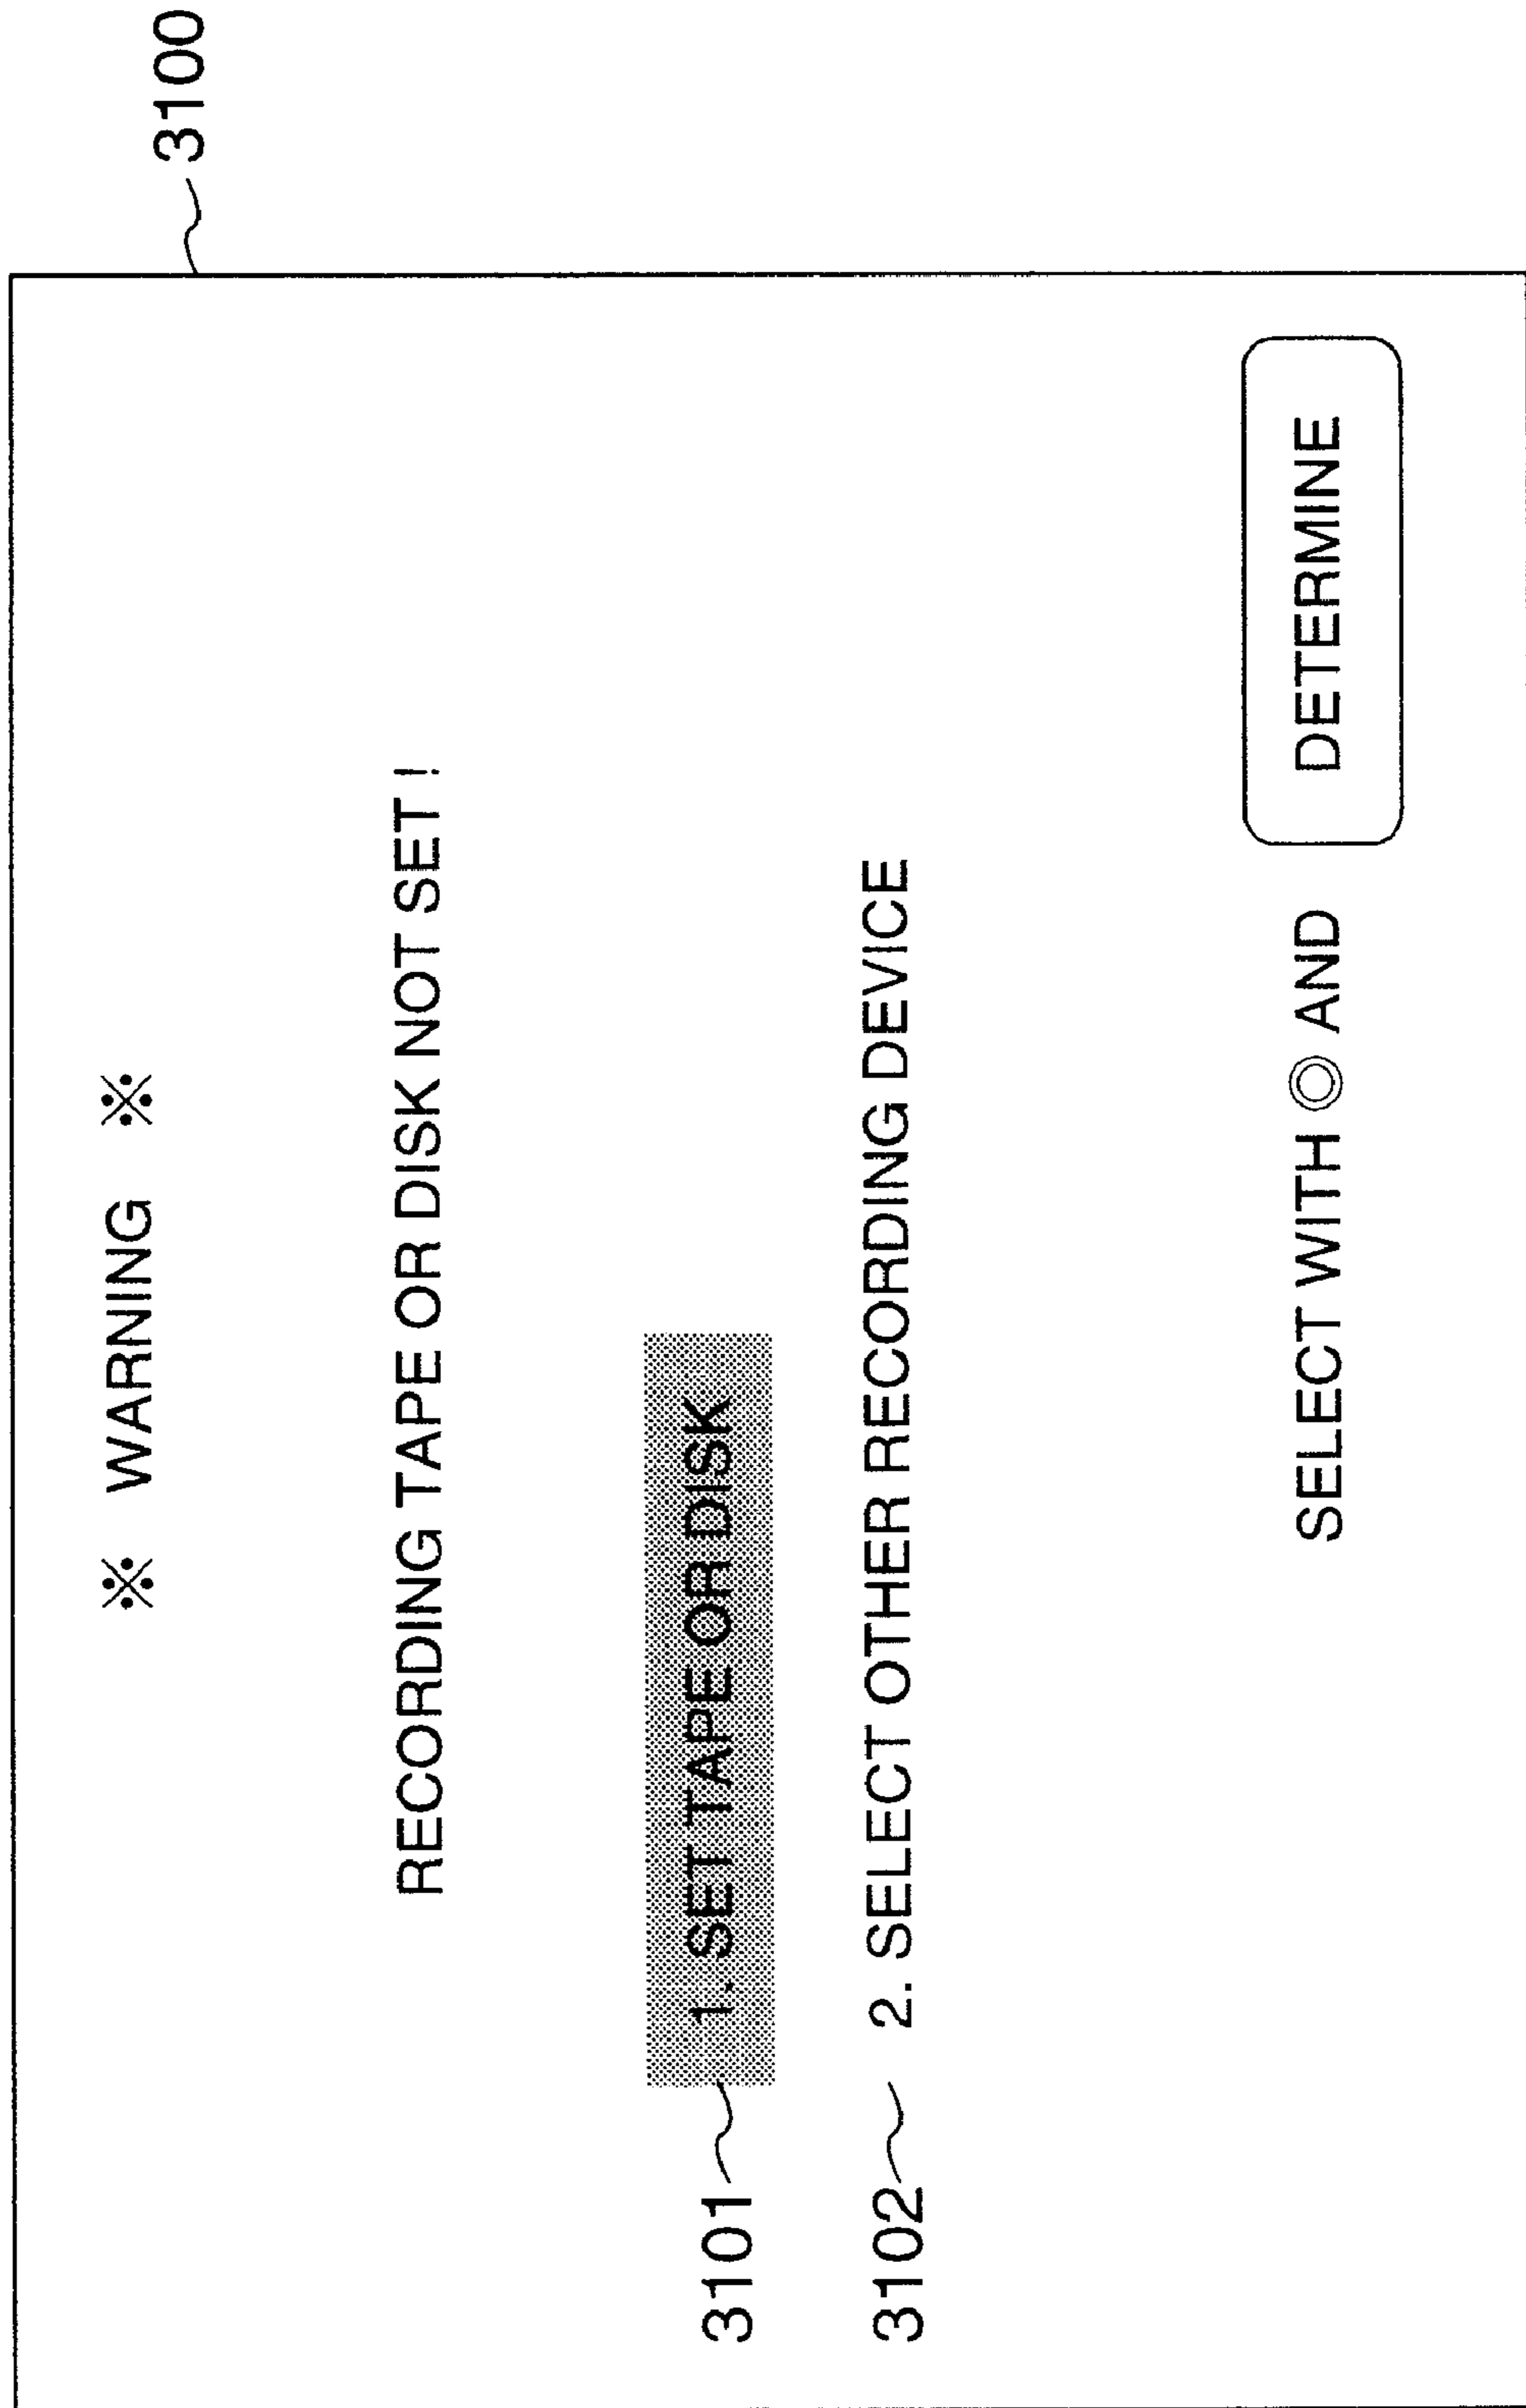 3100
※ WARNING ※
RECORDING TAPE OR DISK NOT SET !
3101 1. SET TAPE OR DISK
3102 2. SELECT OTHER RECORDING DEVICE
SELECT WITH ◎ AND DETERMINE